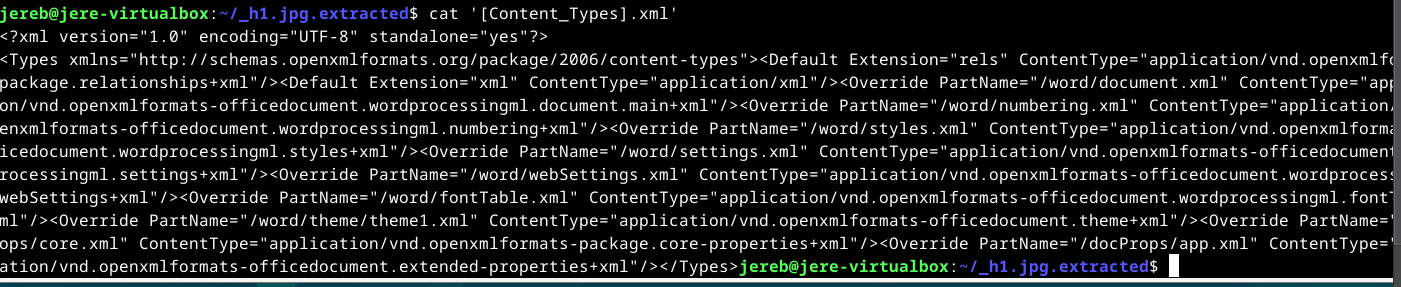 jereb@jere-virtualbox:~/_h1.jpg.extracted$ cat '[Content_Types].xml'
<?xml version="1.0" encoding="UTF-8" standalone="yes"?>
<Types xmlns="http://schemas.openxmlformats.org/package/2006/content-types"><Default Extension="rels" ContentType="application/vnd.openxmlfo
package.relationships+xml"/><Default Extension="xml" ContentType="application/xml"/><Override PartName="/word/document.xml" ContentType="app
on/vnd.openxmlformats-officedocument.wordprocessingml.document.main+xml"/><Override PartName="/word/numbering.xml" ContentType="application/
enxmlformats-officedocument.wordprocessingml.numbering+xml"/><Override PartName="/word/styles.xml" ContentType="application/vnd.openxmlforma
icedocument.wordprocessingml.styles+xml"/><Override PartName="/word/settings.xml" ContentType="application/vnd.openxmlformats-officedocument
rocessingml.settings+xml"/><Override PartName="/word/webSettings.xml" ContentType="application/vnd.openxmlformats-officedocument.wordprocess
webSettings+xml"/><Override PartName="/word/fontTable.xml" ContentType="application/vnd.openxmlformats-officedocument.wordprocessingml.fontT
ml"/><Override PartName="/word/theme/theme1.xml" ContentType="application/vnd.openxmlformats-officedocument.theme+xml"/><Override PartName="
ops/core.xml" ContentType="application/vnd.openxmlformats-package.core-properties+xml"/><Override PartName="/docProps/app.xml" ContentType="
ation/vnd.openxmlformats-officedocument.extended-properties+xml"/></Types>jereb@jere-virtualbox:~/_h1.jpg.extracted$